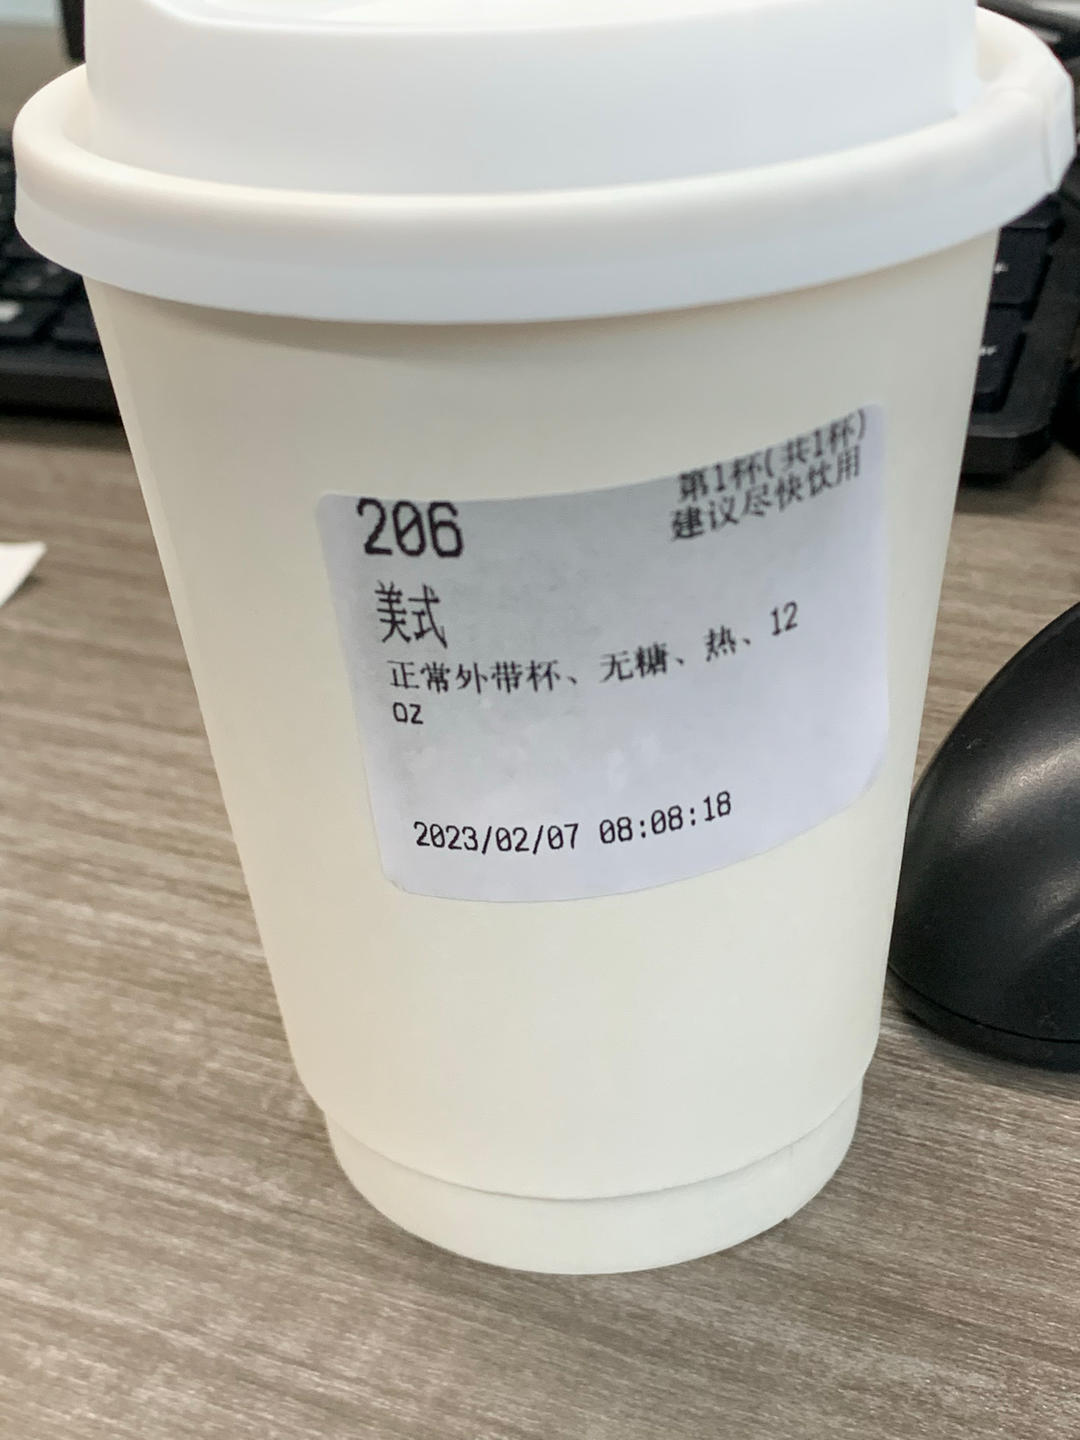 第1杯(共1杯)
206
建议尽快饮用
美式
正常外带杯、无糖、热、12
oz
2023/02/07 08:08:18